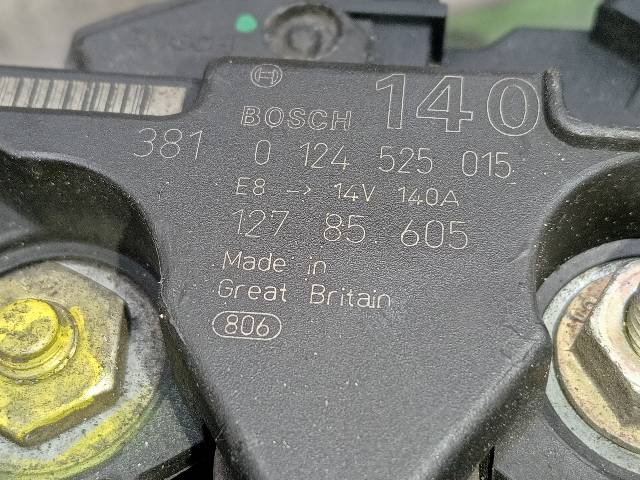 BOSCH 140
381 0 124 525 015
E8 -> 14V 140A
127 85.605
Made in
Great Britain
806